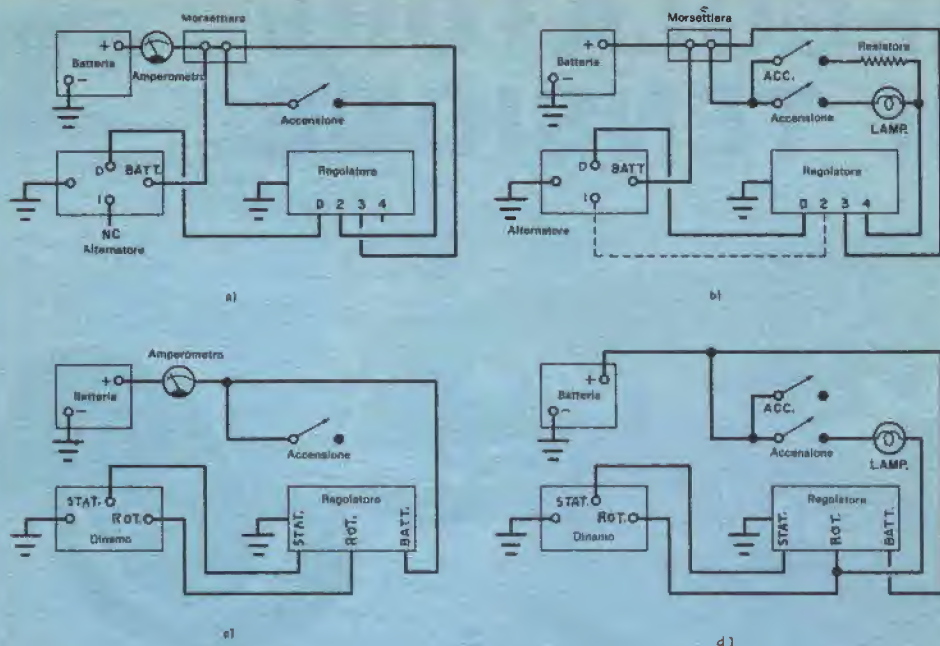 Morsettiera
+
Batteria
−
Amperometro
Accensione
D
BATT.
I
NC
Alternatore
Regolatore
D 2 3 4
a)
Morsettiera
+
Batteria
−
ACC.
Resistore
Accensione
LAMP.
D
BATT
I
Alternatore
Regolatore
D 2 3 4
b)
Amperometro
+
Batteria
−
Accensione
STAT.
ROT.
Dinamo
Regolatore
STAT.
ROT.
BATT.
c)
+
Batteria
−
ACC.
Accensione
LAMP.
STAT.
ROT.
Dinamo
Regolatore
STAT.
ROT.
BATT.
d)